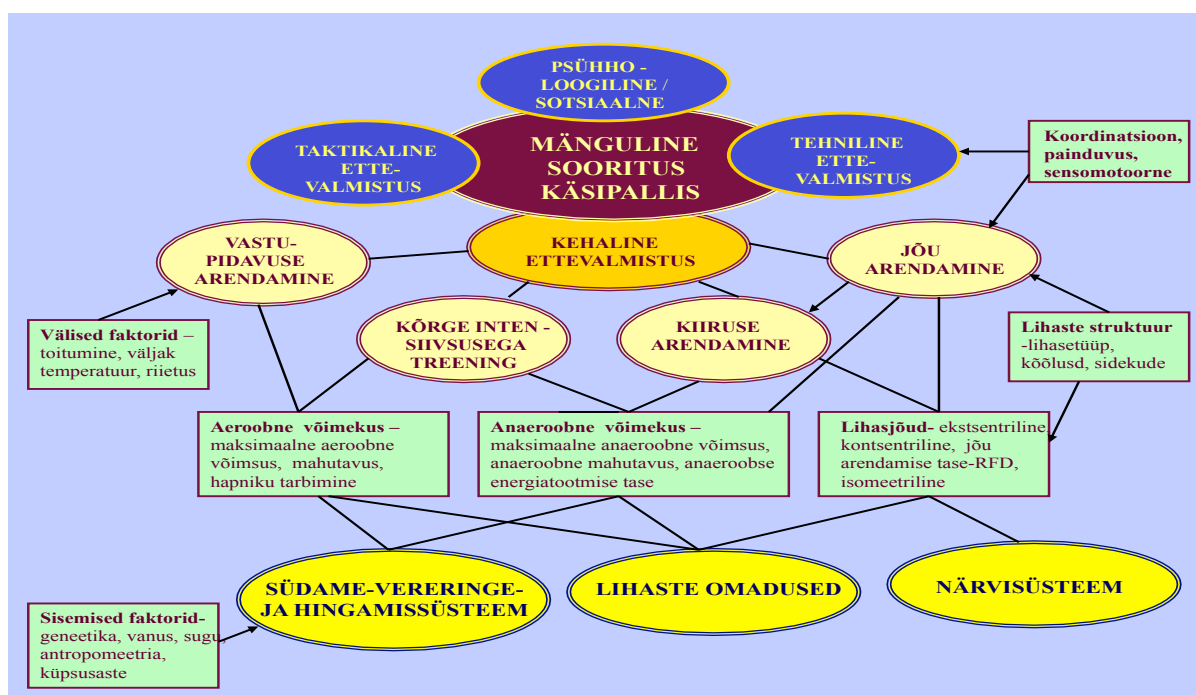 PSÜHHO -
LOOGILINE /
SOTSIAALNE
TAKTIKALINE
ETTE-
VALMISTUS
MÄNGULINE
SOORITUS
KÄSIPALLIS
TEHNILINE
ETTE-
VALMISTUS
Koordinatsioon,
painduvus,
sensomotoorne
VASTU-
PIDAVUSE
ARENDAMINE
KEHALINE
ETTEVALMISTUS
JÕU
ARENDAMINE
Välised faktorid –
toitumine, väljak
temperatuur, riietus
KÕRGE INTEN -
SIIVSUSEGA
TREENING
KIIRUSE
ARENDAMINE
Lihaste struktuur
-lihasetüüp,
kõõlusd, sidekude
Aeroobne võimekus –
maksimaalne aeroobne
võimsus, mahutavus,
hapniku tarbimine
Anaeroobne võimekus –
maksimaalne anaeroobne võimsus,
anaeroobne mahutavus, anaeroobse
energiatootmise tase
Lihasjõud- ekstsentriline,
kontsentriline, jõu
arendamise tase-RFD,
isomeetriline
SÜDAME-VERERINGE-
JA HINGAMISSÜSTEEM
LIHASTE OMADUSED
NÄRVISÜSTEEM
Sisemised faktorid-
geneetika, vanus, sugu,
antropomeetria,
küpsusaste